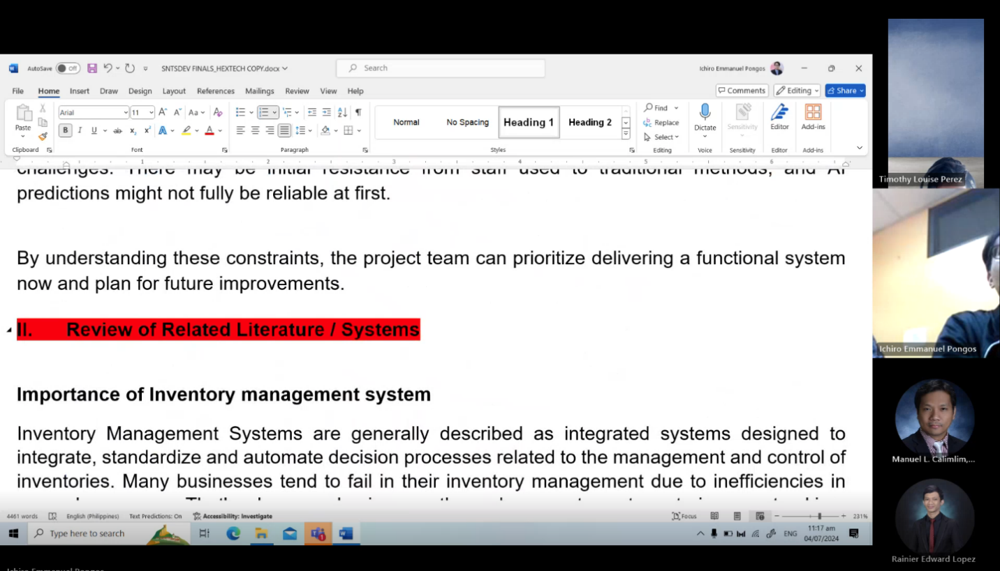 AutoSave Off SNTSDEV FINALS_HEXTECH COPY.docx Search Ichiro Emmanuel Pongos
File Home Insert Draw Design Layout References Mailings Review View Help Comments Editing Share
Paste
Arial 11
Aa
B I U ab x₂ x² A A
Normal No Spacing Heading 1 Heading 2
Find
Replace
Select
Dictate Sensitivity Editor Add-ins
Clipboard Font Paragraph Styles Editing Voice Sensitivity Editor Add-ins
1 2 3 4 5 6
challenges. There may be initial resistance from staff used to traditional methods, and AI
predictions might not fully be reliable at first.
By understanding these constraints, the project team can prioritize delivering a functional system
now and plan for future improvements.
II. Review of Related Literature / Systems
Importance of Inventory management system
Inventory Management Systems are generally described as integrated systems designed to
integrate, standardize and automate decision processes related to the management and control of
inventories. Many businesses tend to fail in their inventory management due to inefficiencies in
4461 words English (Philippines) Text Predictions: On Accessibility: Investigate Focus 231%
Type here to search ENG
11:17 am
04/07/2024
Timothy Louise Perez
Ichiro Emmanuel Pongos
Manuel L. Calimlim,...
Rainier Edward Lopez
Ichiro Emmanuel Pongos